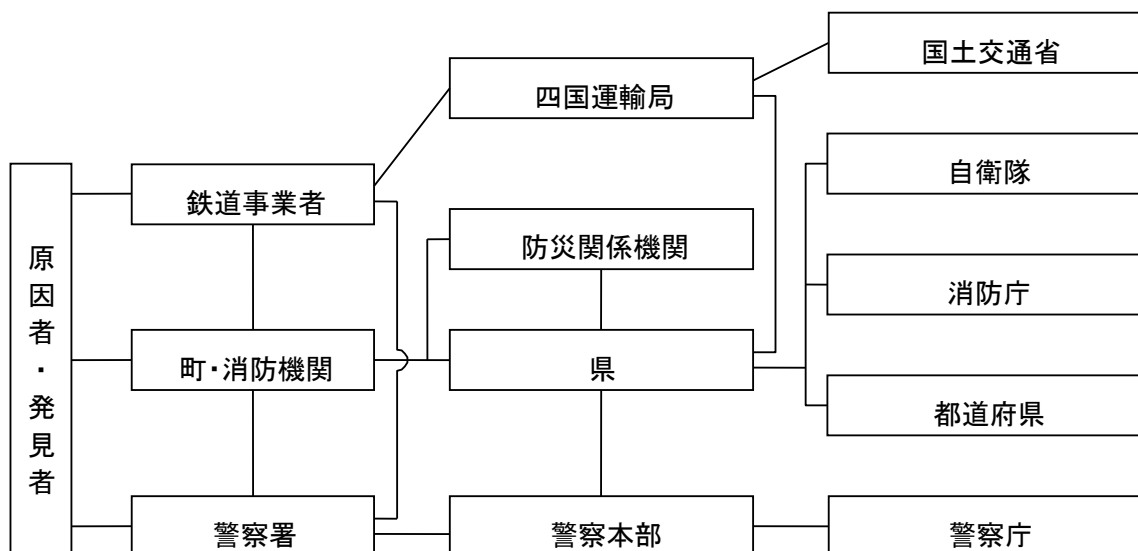 国土交通省
四国運輸局
自衛隊
鉄道事業者
防災関係機関
原因者・発見者
消防庁
町・消防機関
県
都道府県
警察署
警察本部
警察庁